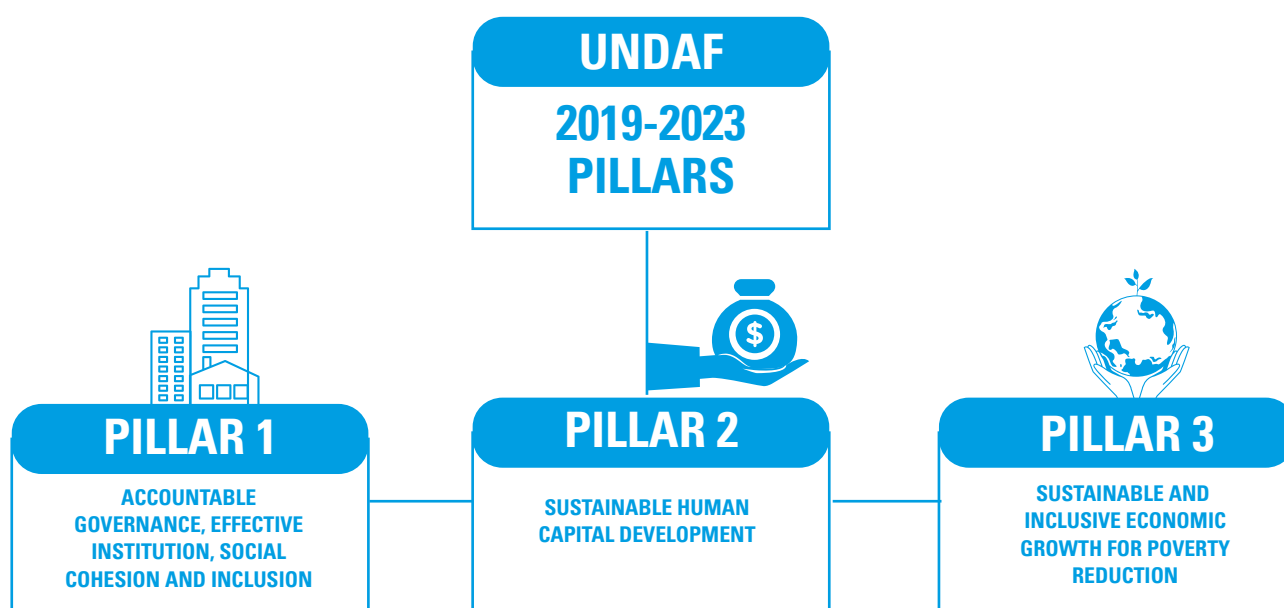 UNDAF
2019-2023
PILLARS
$
PILLAR 1
ACCOUNTABLE
GOVERNANCE, EFFECTIVE
INSTITUTION, SOCIAL
COHESION AND INCLUSION
PILLAR 2
SUSTAINABLE HUMAN
CAPITAL DEVELOPMENT
PILLAR 3
SUSTAINABLE AND
INCLUSIVE ECONOMIC
GROWTH FOR POVERTY
REDUCTION